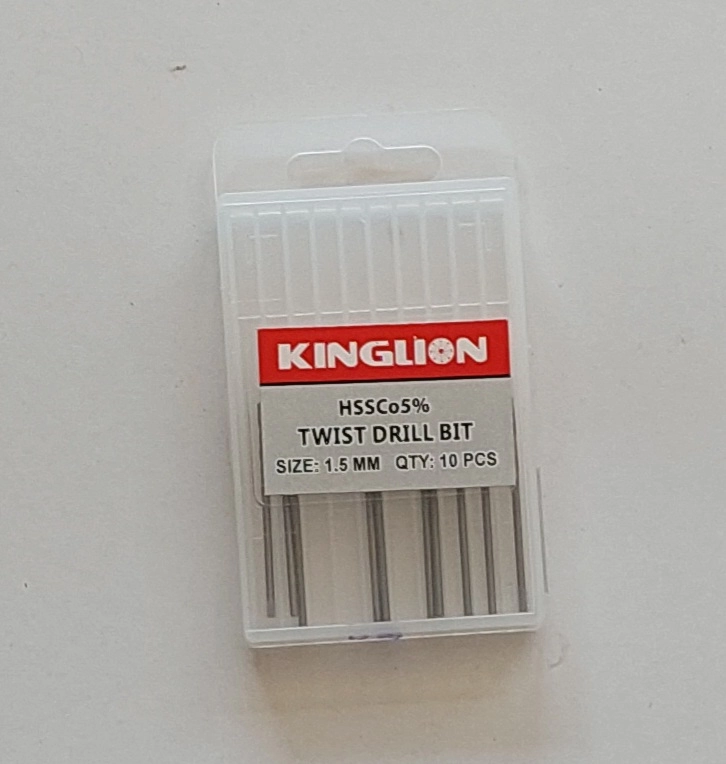 KINGLION
HSSCo5%
TWIST DRILL BIT
SIZE: 1.5 MM QTY: 10 PCS